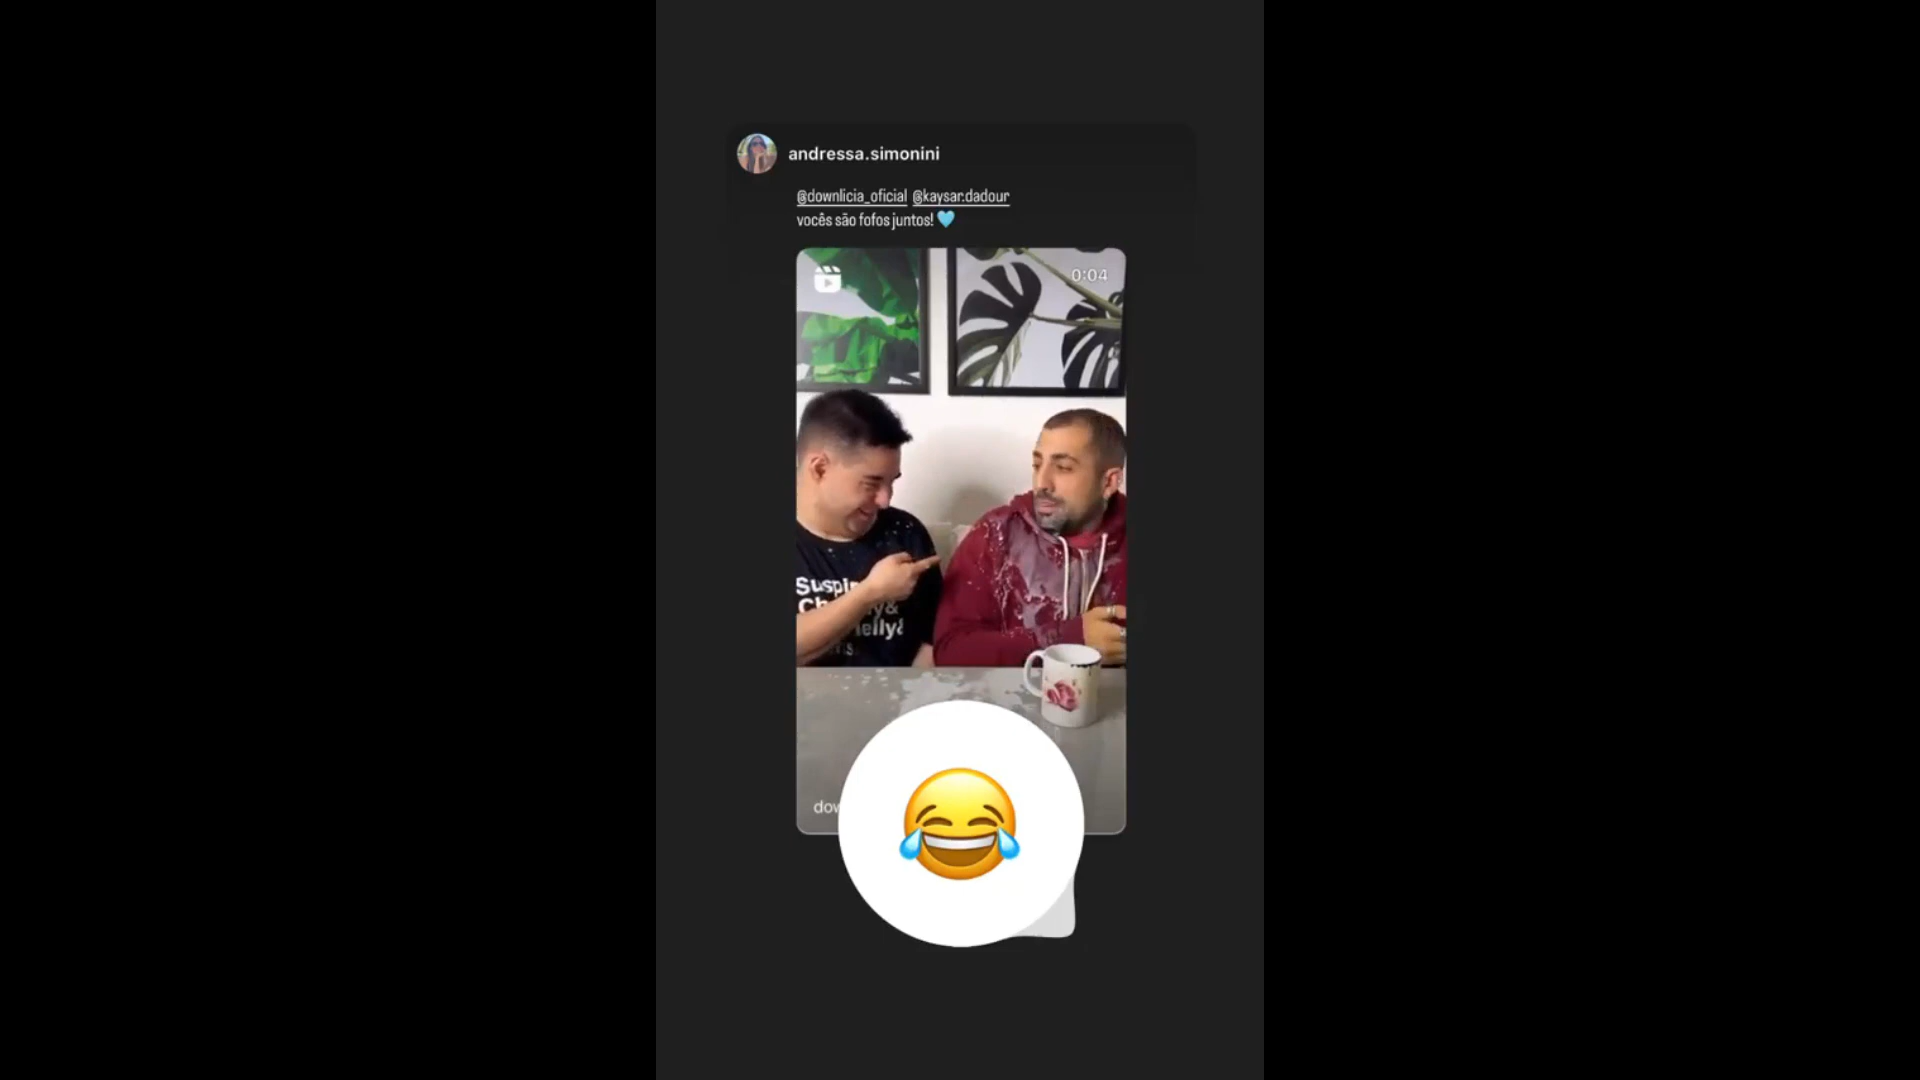 andressa.simonini
@downlicia_oficial @kaysar.dadour
vocês são fofos juntos! 🩵
0:04